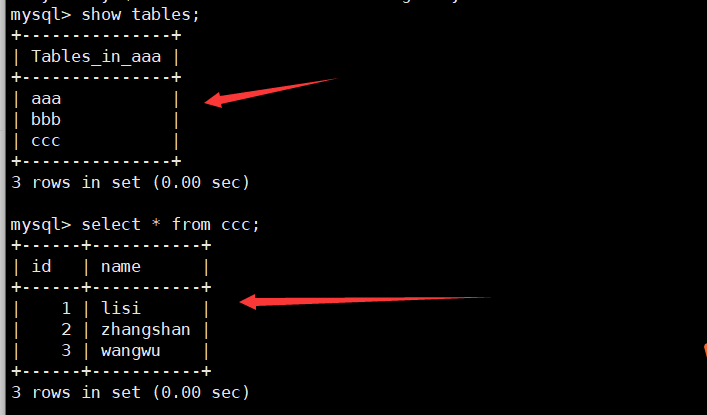 mysql> show tables;
+---------------+
| Tables_in_aaa |
+---------------+
| aaa           |
| bbb           |
| ccc           |
+---------------+
3 rows in set (0.00 sec)

mysql> select * from ccc;
+------+-----------+
| id   | name      |
+------+-----------+
|    1 | lisi      |
|    2 | zhangshan |
|    3 | wangwu    |
+------+-----------+
3 rows in set (0.00 sec)